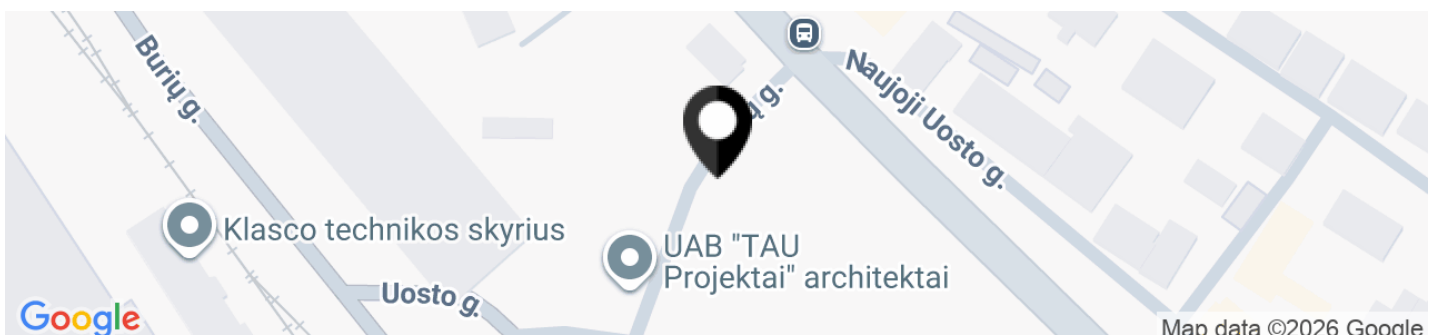 Burių g.
Naujoji Uosto g.
ų g.
Klasco technikos skyrius
UAB "TAU
Projektai" architektai
Uosto g.
Google
Map data ©2026 Google